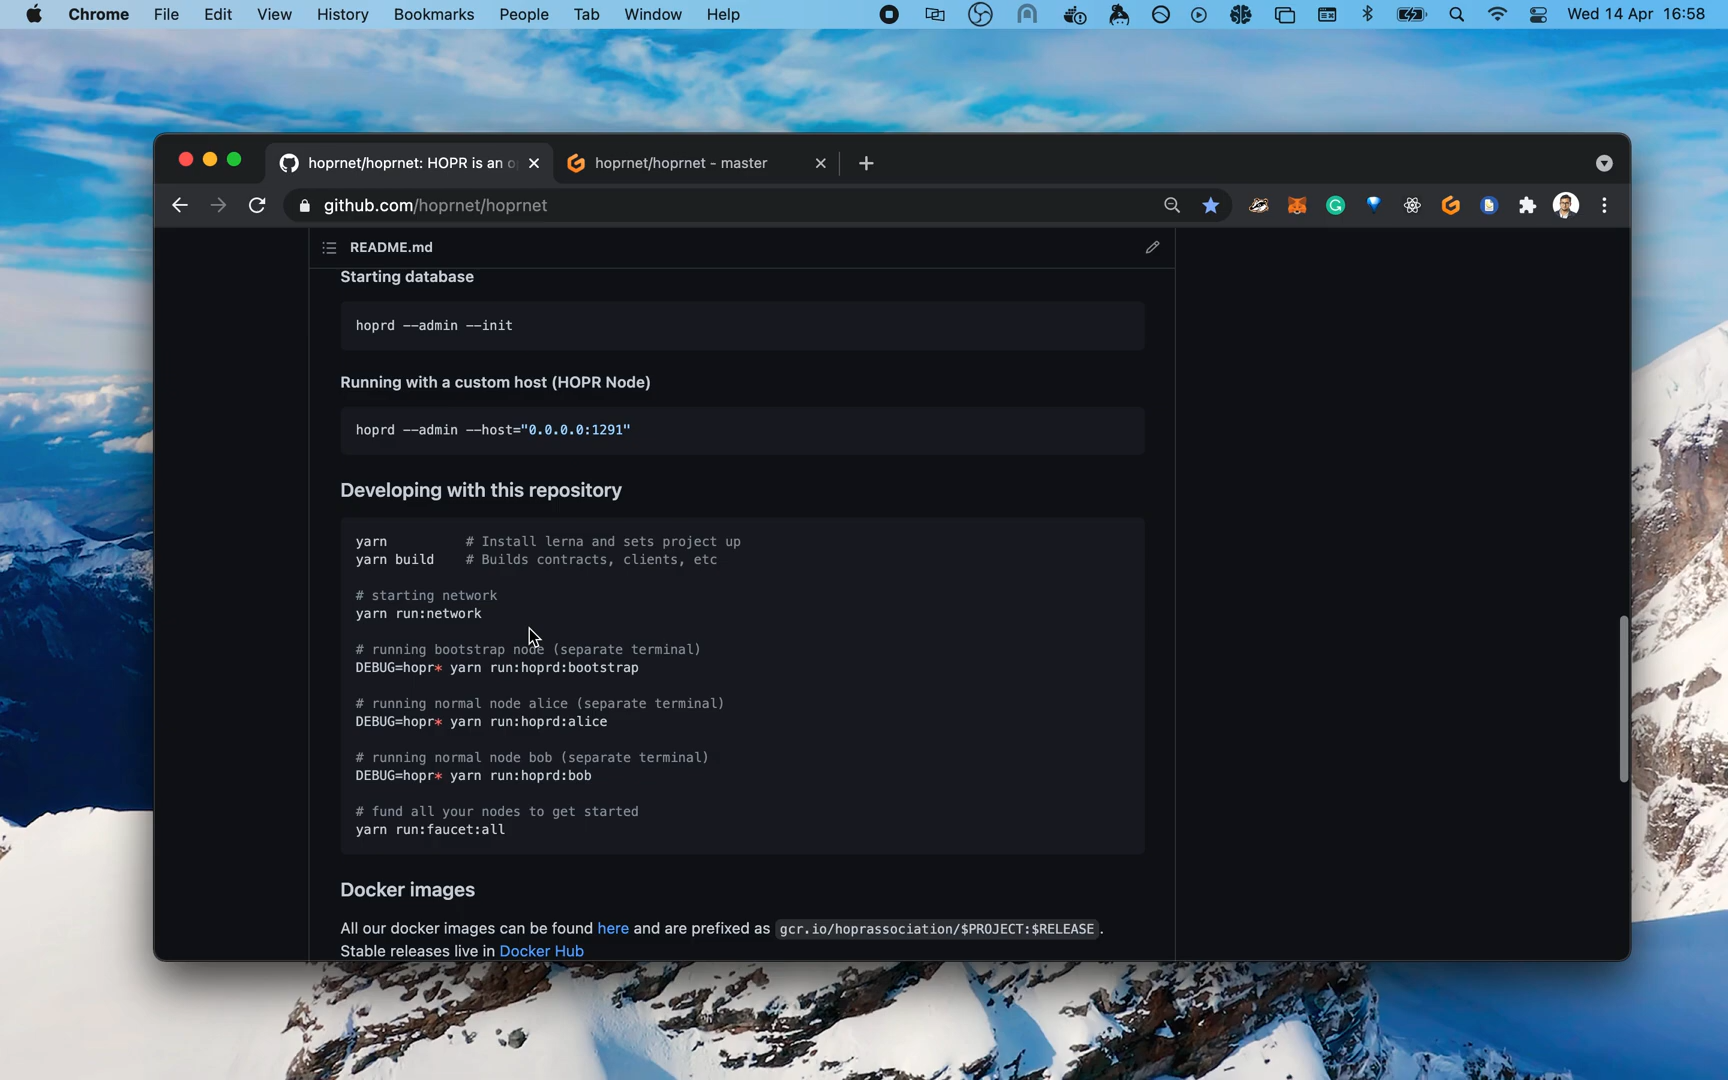 Chrome File Edit View History Bookmarks People Tab Window Help Wed 14 Apr 16:58
hoprnet/hoprnet: HOPR is an o hoprnet/hoprnet - master
github.com/hoprnet/hoprnet
README.md
Starting database
hoprd --admin --init
Running with a custom host (HOPR Node)
hoprd --admin --host="0.0.0.0:1291"
Developing with this repository
yarn # Install lerna and sets project up
yarn build # Builds contracts, clients, etc
# starting network
yarn run:network
# running bootstrap node (separate terminal)
DEBUG=hopr* yarn run:hoprd:bootstrap
# running normal node alice (separate terminal)
DEBUG=hopr* yarn run:hoprd:alice
# running normal node bob (separate terminal)
DEBUG=hopr* yarn run:hoprd:bob
# fund all your nodes to get started
yarn run:faucet:all
Docker images
All our docker images can be found here and are prefixed as gcr.io/hoprassociation/$PROJECT:$RELEASE.
Stable releases live in Docker Hub